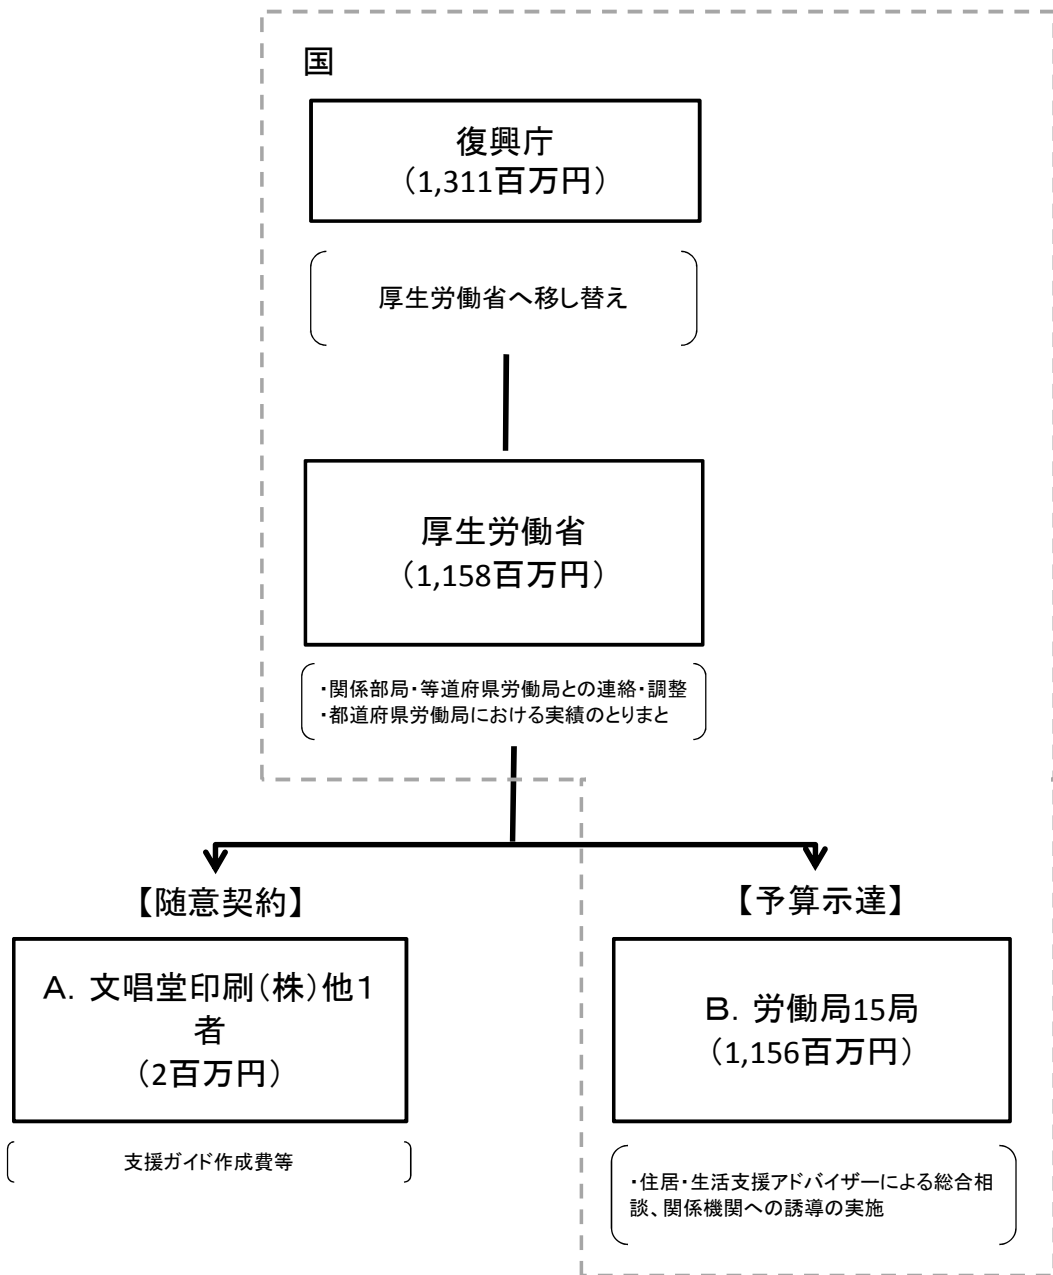 国
復興庁
（1,311百万円）
厚生労働省へ移し替え
厚生労働省
（1,158百万円）
・関係部局・等道府県労働局との連絡・調整
・都道府県労働局における実績のとりまと
【随意契約】
【予算示達】
Ａ．文唱堂印刷（株）他１
者
（2百万円）
Ｂ．労働局15局
（1,156百万円）
支援ガイド作成費等
・住居・生活支援アドバイザーによる総合相
談、関係機関への誘導の実施